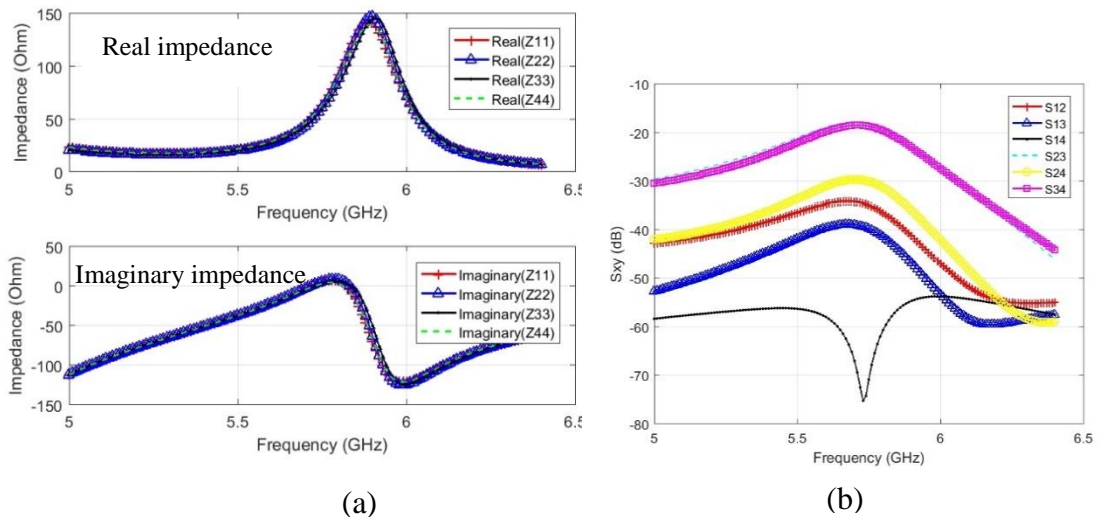 150
100
50
0
Impedance (Ohm)
Real impedance
Real(Z11)
Real(Z22)
Real(Z33)
Real(Z44)
5
5.5
6
6.5
Frequency (GHz)
50
0
-50
-100
-150
Impedance (Ohm)
Imaginary impedance
Imaginary(Z11)
Imaginary(Z22)
Imaginary(Z33)
Imaginary(Z44)
5
5.5
6
6.5
Frequency (GHz)
(a)
-10
-20
-30
-40
-50
-60
-70
-80
Sxy (dB)
S12
S13
S14
S23
S24
S34
5
5.5
6
6.5
Frequency (GHz)
(b)